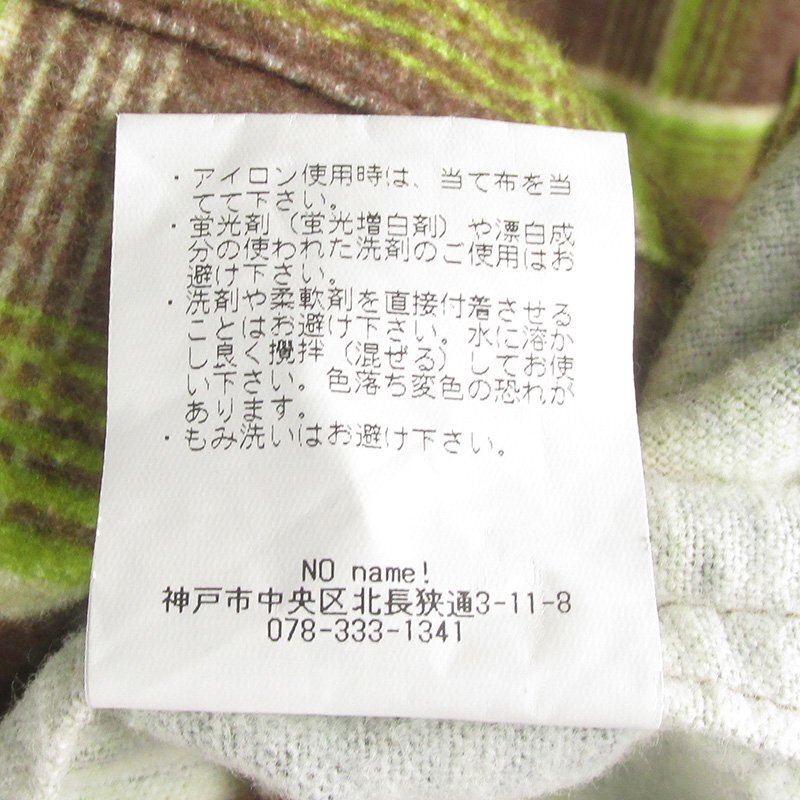 ・アイロン使用時は、当て布を当
てて下さい。
・蛍光剤（蛍光増白剤）や漂白成
分の使われた洗剤のご使用はお
避け下さい。
・洗剤や柔軟剤を直接付着させる
ことはお避け下さい。水に溶か
し良く攪拌（混ぜる）してお使
い下さい。色落ち変色の恐れが
あります。
・もみ洗いはお避け下さい。
NO name!
神戸市中央区北長狭通3-11-8
078-333-1341